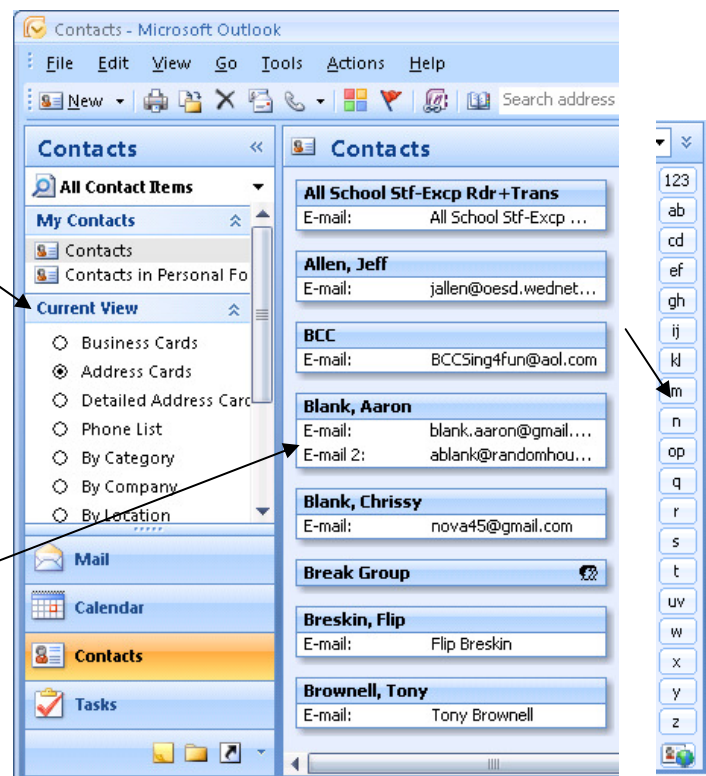 Contacts - Microsoft Outlook
File Edit View Go Tools Actions Help
New Search address
Contacts «
All Contact Items
My Contacts
Contacts
Contacts in Personal Fo
Current View
Business Cards
Address Cards
Detailed Address Card
Phone List
By Category
By Company
By Location
Mail
Calendar
Contacts
Tasks
Contacts
All School Stf-Excp Rdr+Trans
E-mail: All School Stf-Excp ...
Allen, Jeff
E-mail: jallen@oesd.wednet...
BCC
E-mail: BCCSing4fun@aol.com
Blank, Aaron
E-mail: blank.aaron@gmail....
E-mail 2: ablank@randomhou...
Blank, Chrissy
E-mail: nova45@gmail.com
Break Group
Breskin, Flip
E-mail: Flip Breskin
Brownell, Tony
E-mail: Tony Brownell
123
ab
cd
ef
gh
ij
kl
m
n
op
q
r
s
t
uv
w
x
y
z